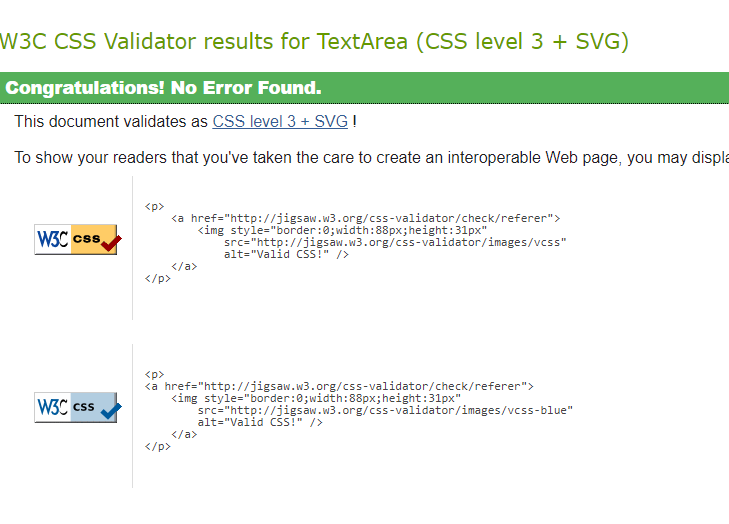 W3C CSS Validator results for TextArea (CSS level 3 + SVG)
Congratulations! No Error Found.
This document validates as CSS level 3 + SVG !
To show your readers that you've taken the care to create an interoperable Web page, you may displa
<p>
<a href="http://jigsaw.w3.org/css-validator/check/referer">
<img style="border:0;width:88px;height:31px"
W3C css
src="http://jigsaw.w3.org/css-validator/images/vcss"
alt="Valid CSS!" />
</a>
</p>
<p>
<a href="http://jigsaw.w3.org/css-validator/check/referer">
<img style="border:0;width:88px;height:31px"
W3C css
src="http://jigsaw.w3.org/css-validator/images/vcss-blue"
alt="Valid CSS!" />
</a>
</p>